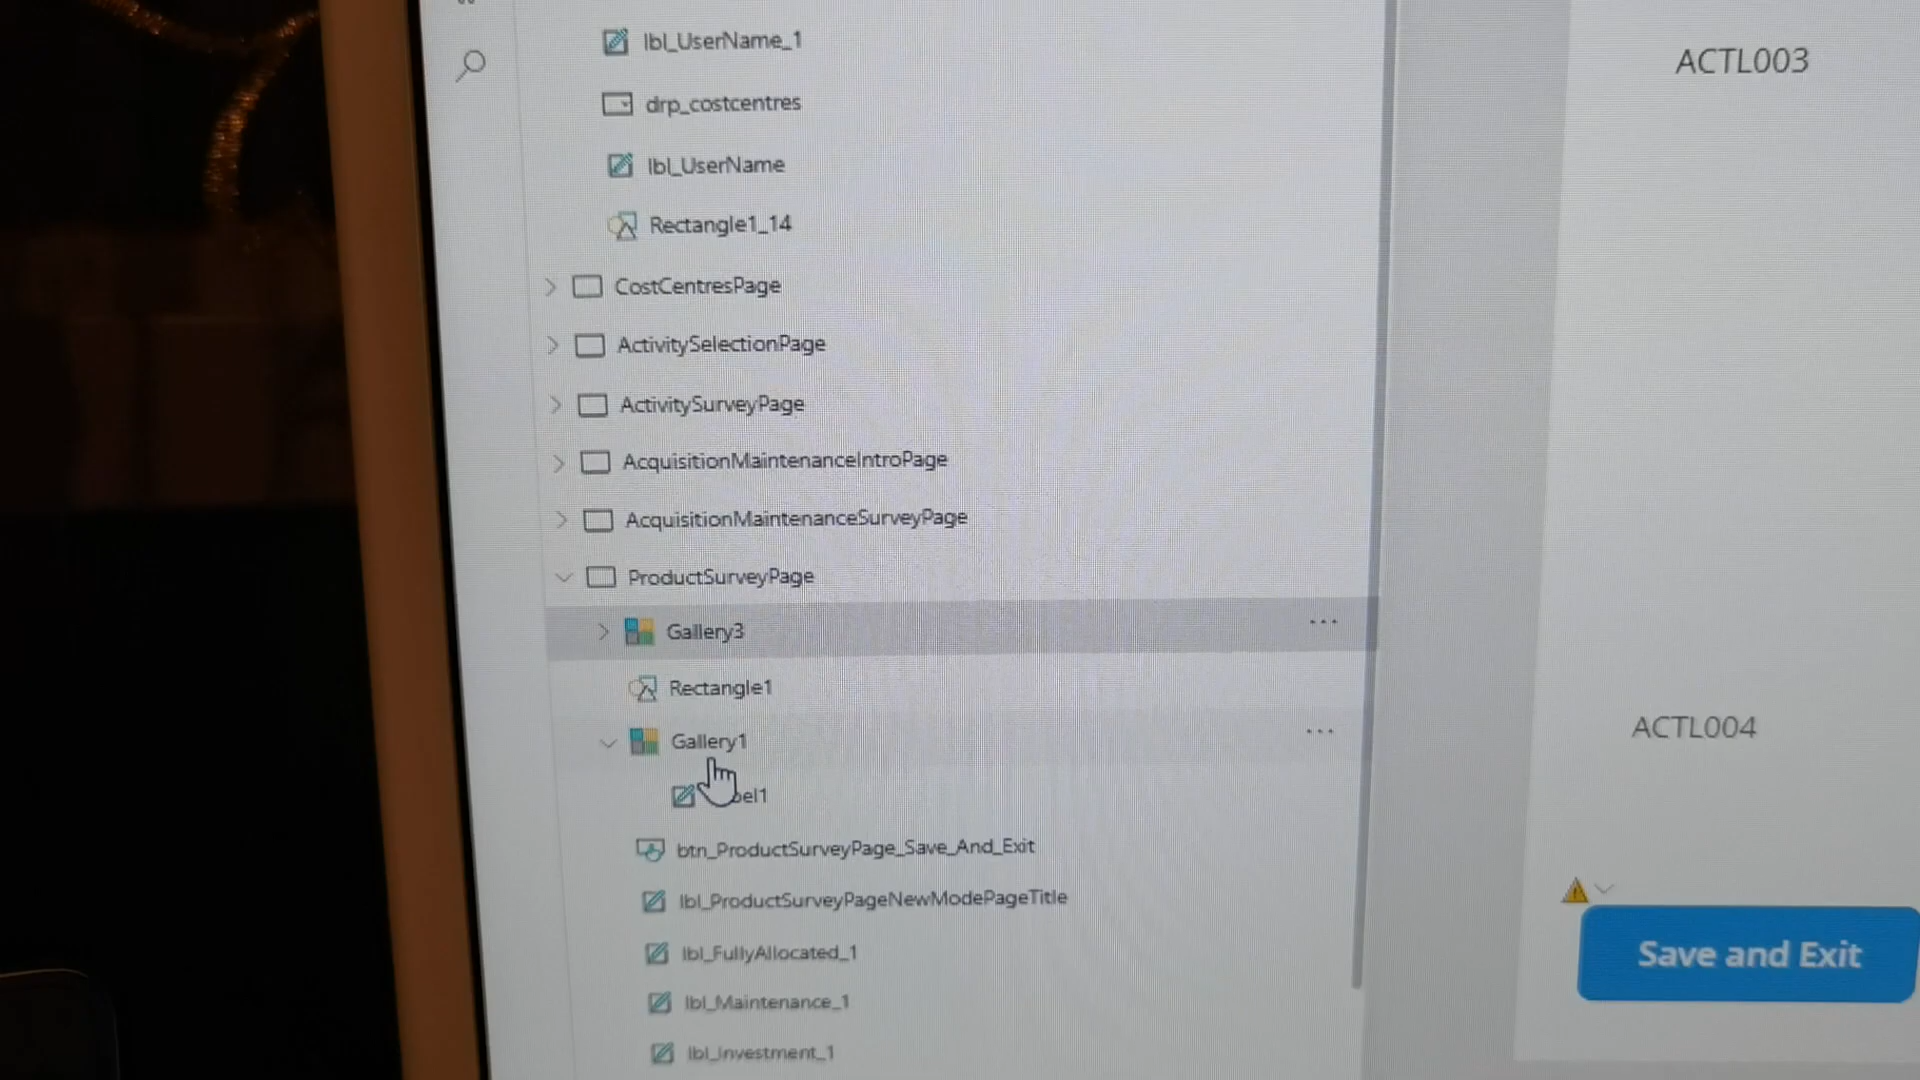 lbl_UserName_1
drp_costcentres
lbl_UserName
Rectangle1_14
CostCentresPage
ActivitySelectionPage
ActivitySurveyPage
AcquisitionMaintenanceIntroPage
AcquisitionMaintenanceSurveyPage
ProductSurveyPage
Gallery3
Rectangle1
Gallery1
btn_ProductSurveyPage_Save_And_Exit
lbl_ProductSurveyPageNewModePageTitle
lbl_FullyAllocated_1
lbl_Maintenance_1
lbl_investment_1
ACTL003
ACTL004
Save and Exit